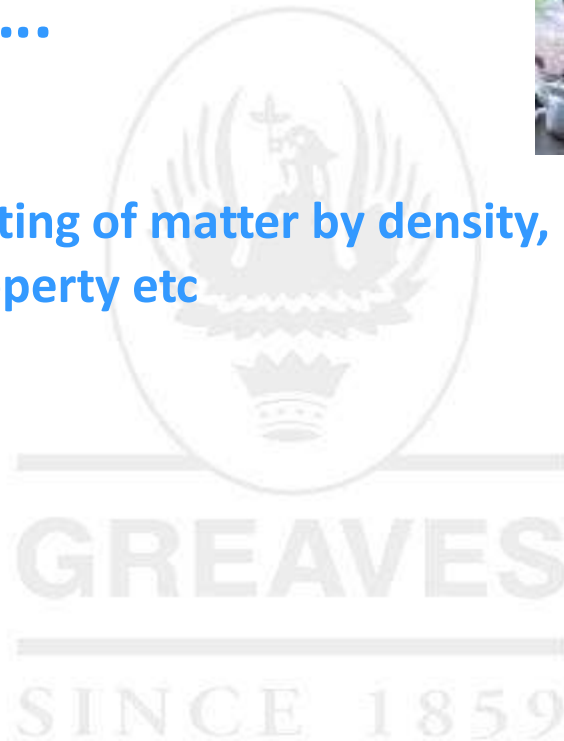 ...
ting of matter by density,
perty etc
GREAVES
SINCE 1859